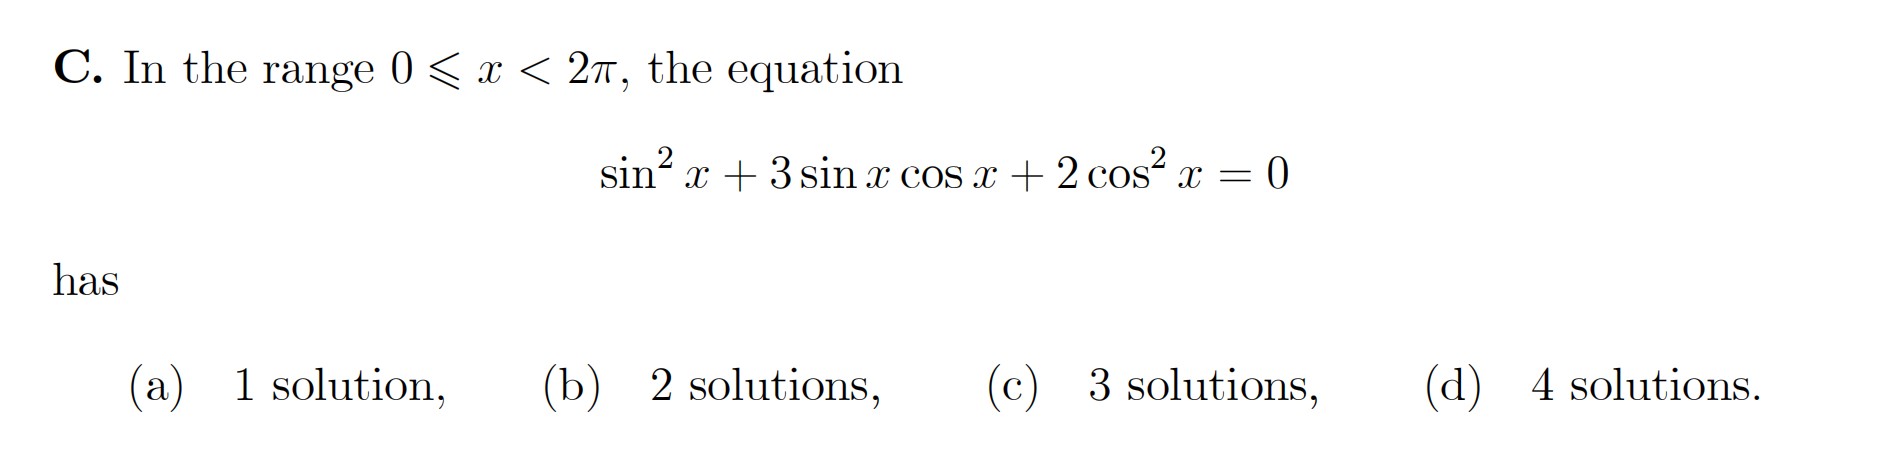 C. In the range 0 ⩽ x < 2π, the equation
sin² x + 3 sin x cos x + 2 cos² x = 0
has
(a) 1 solution, (b) 2 solutions, (c) 3 solutions, (d) 4 solutions.